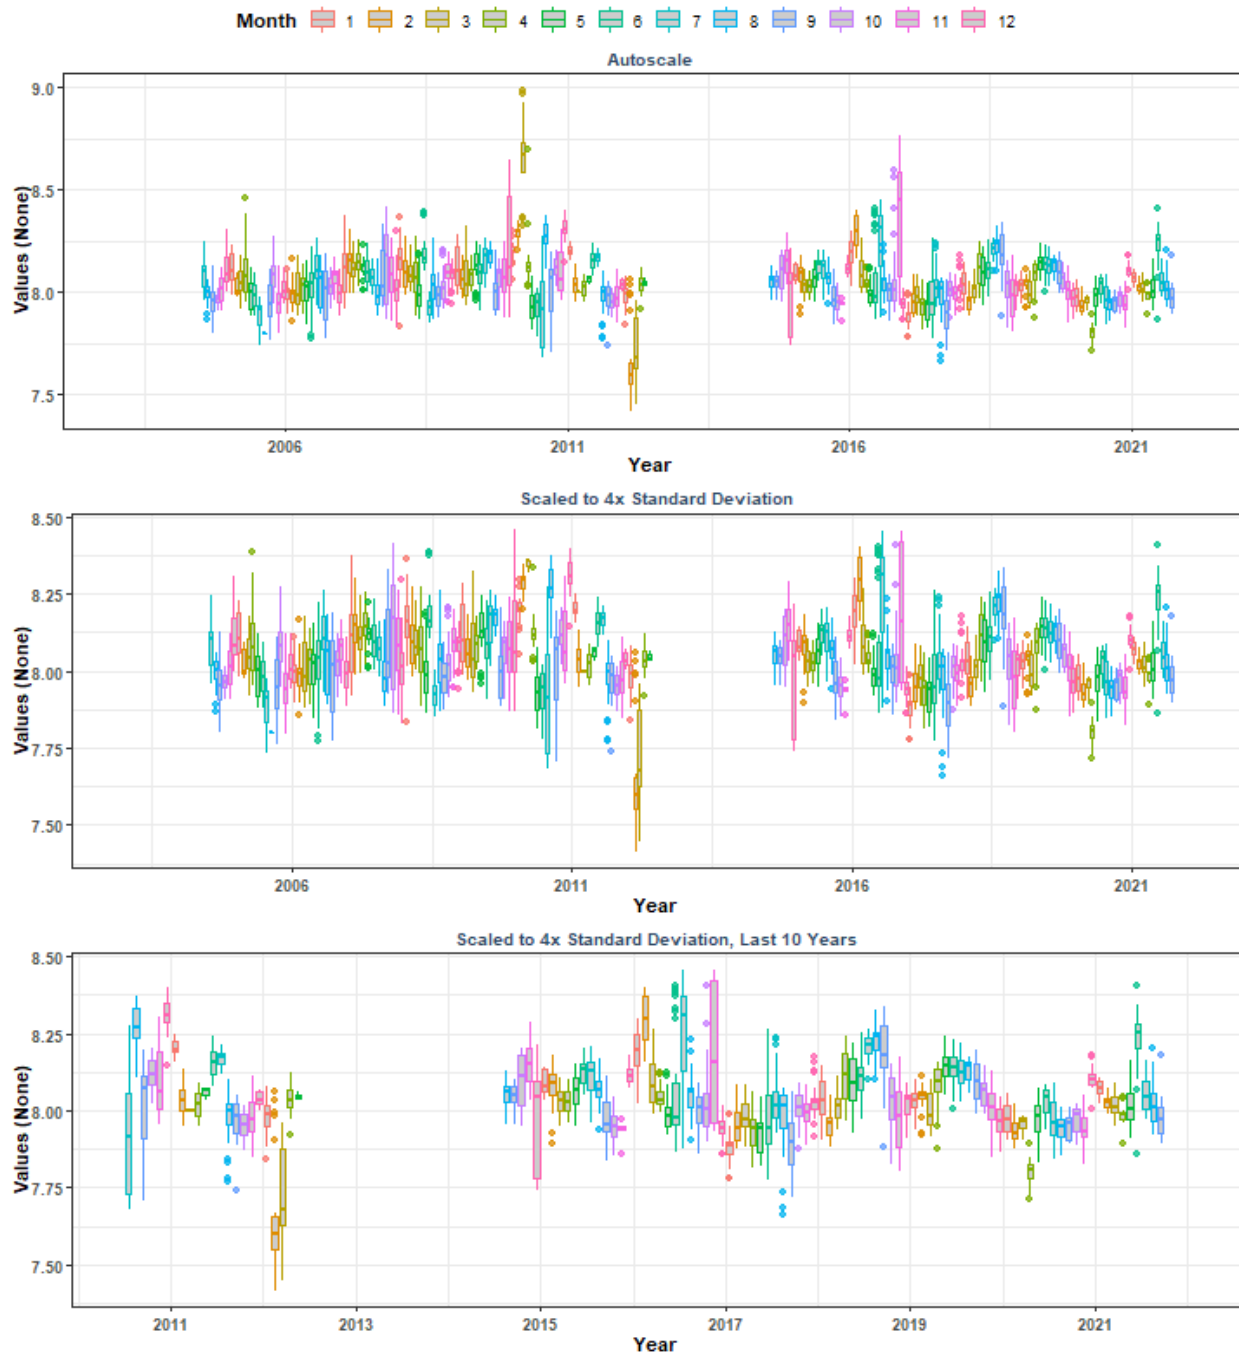 Month 1 2 3 4 5 6 7 8 9 10 11 12
Autoscale
Values (None)
9.0
8.5
8.0
7.5
2006 2011 2016 2021
Year
Scaled to 4x Standard Deviation
Values (None)
8.50
8.25
8.00
7.75
7.50
2006 2011 2016 2021
Year
Scaled to 4x Standard Deviation, Last 10 Years
Values (None)
8.50
8.25
8.00
7.75
7.50
2011 2013 2015 2017 2019 2021
Year